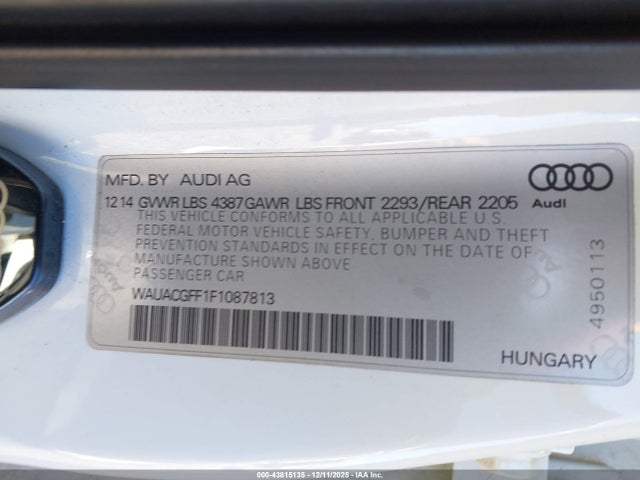 MFD. BY AUDI AG
12 14 GVWR LBS 4387 GAWR LBS FRONT 2293/REAR 2205
THIS VEHICLE CONFORMS TO ALL APPLICABLE U.S.
FEDERAL MOTOR VEHICLE SAFETY, BUMPER AND THEFT
PREVENTION STANDARDS IN EFFECT ON THE DATE OF
MANUFACTURE SHOWN ABOVE
PASSENGER CAR
WAUACGFF1F1087813
Audi
4950113
HUNGARY
000-43815135 - 12/11/2025 - IAA Inc.